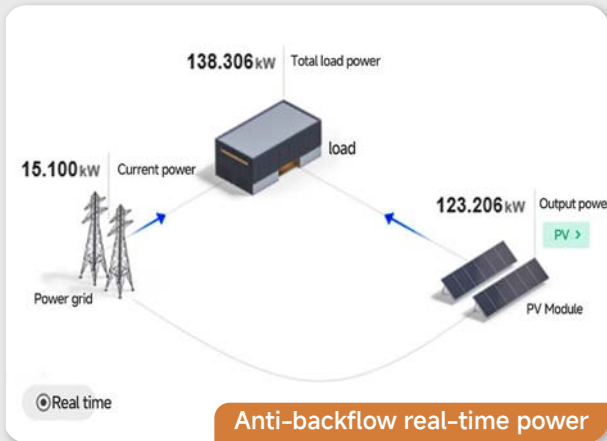 138.306kW Total load power
load
15.100kW Current power
123.206kW Output powe
PV >
Power grid
PV Module
Real time
Anti-backflow real-time power